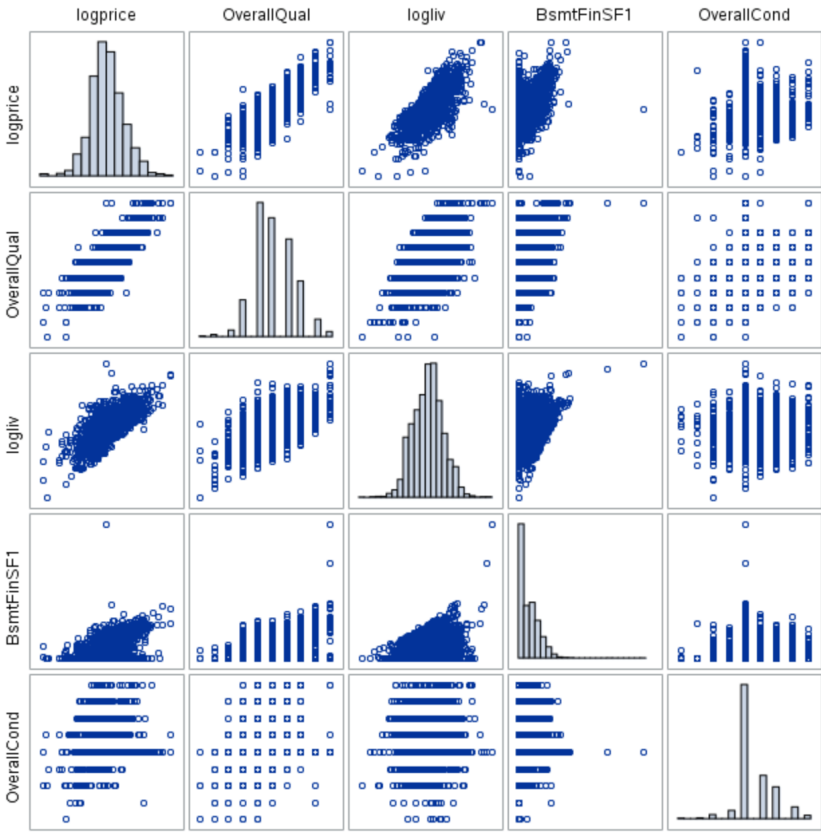 logprice OverallQual logliv BsmtFinSF1 OverallCond
logprice
OverallQual
logliv
BsmtFinSF1
OverallCond